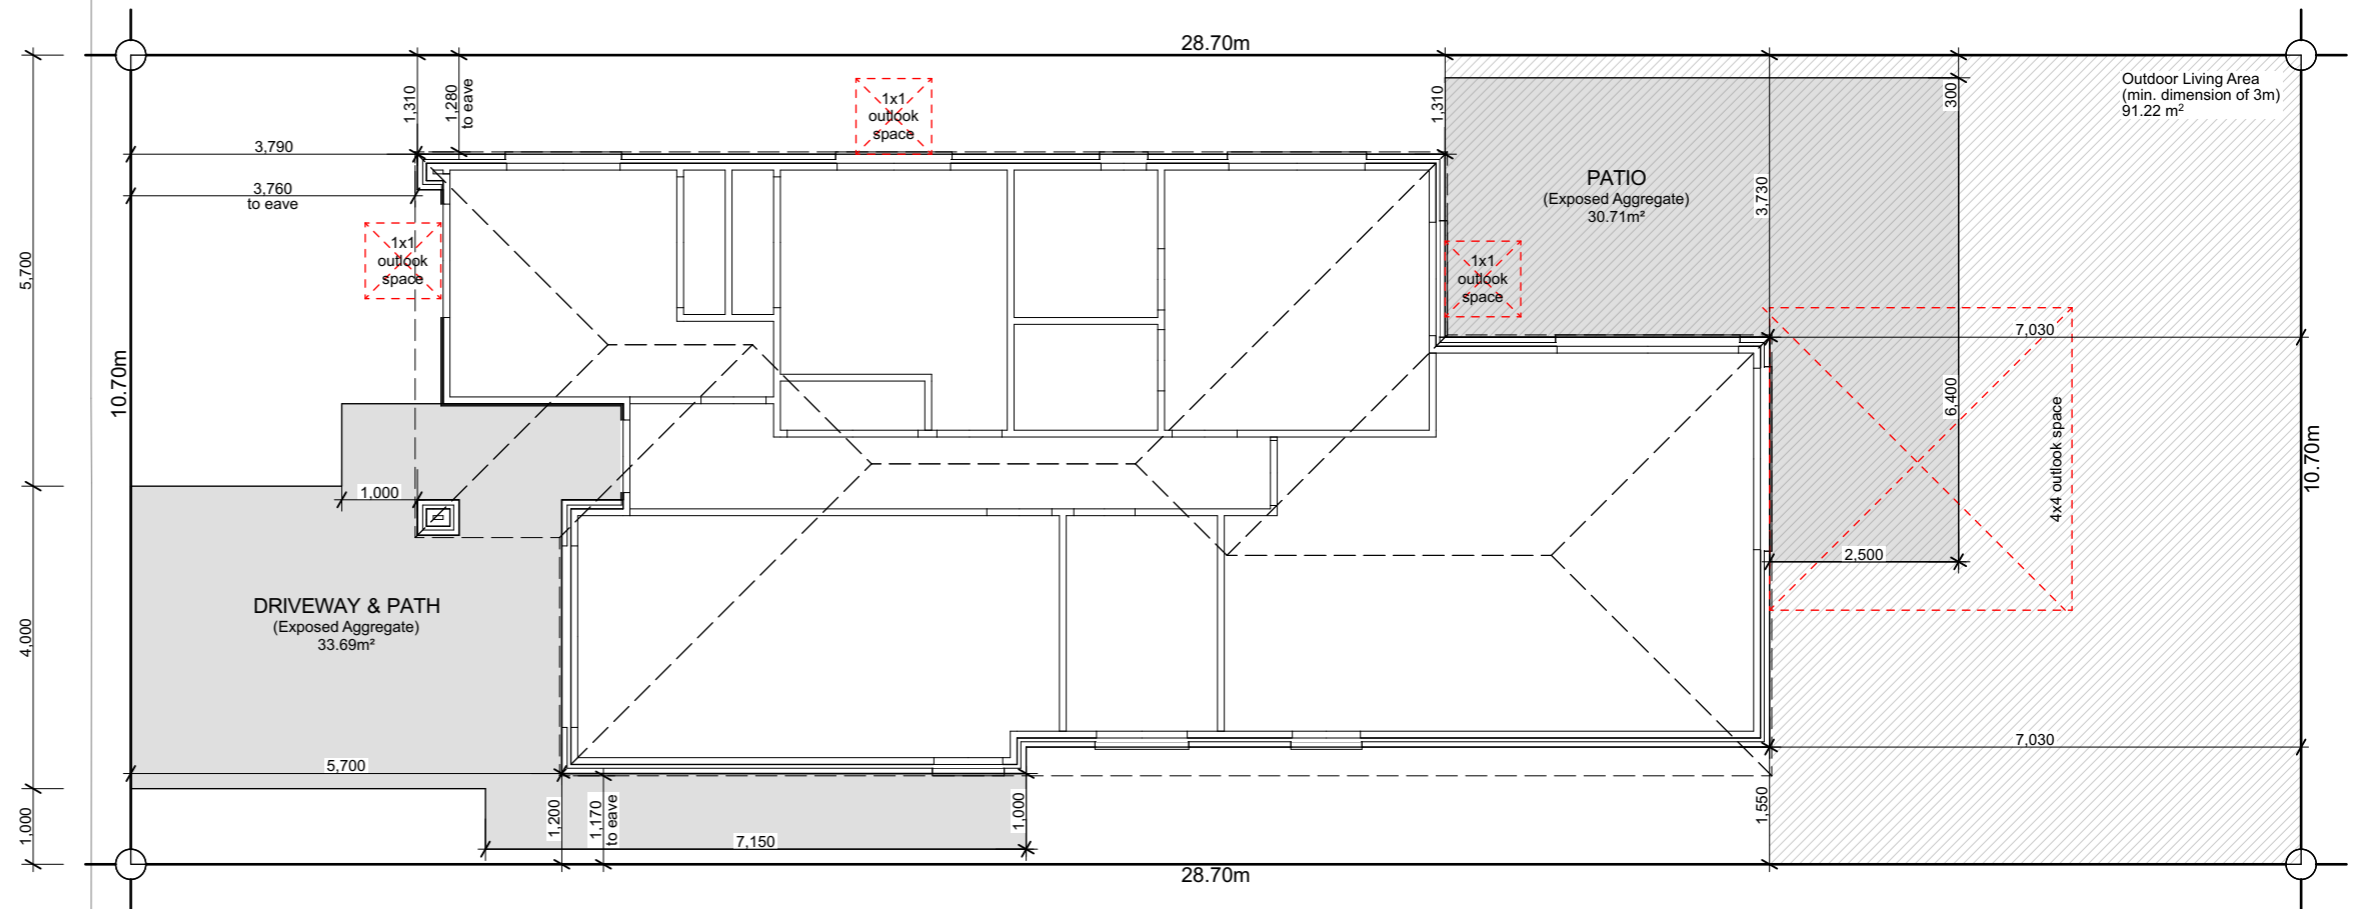 28.70m
Outdoor Living Area
(min. dimension of 3m)
91.22 m²
1,310
1,280
to eave
1x1
outlook
space
1,310
300
3,790
3,760
to eave
PATIO
(Exposed Aggregate)
30.71m²
3,730
1x1
outlook
space
1x1
outlook
space
5,700
7,030
10.70m
6,400
4x4 outlook space
10.70m
1,000
2,500
DRIVEWAY & PATH
(Exposed Aggregate)
33.69m²
4,000
7,030
5,700
1,000
1,200
1,170
to eave
7,150
1,000
1,550
28.70m